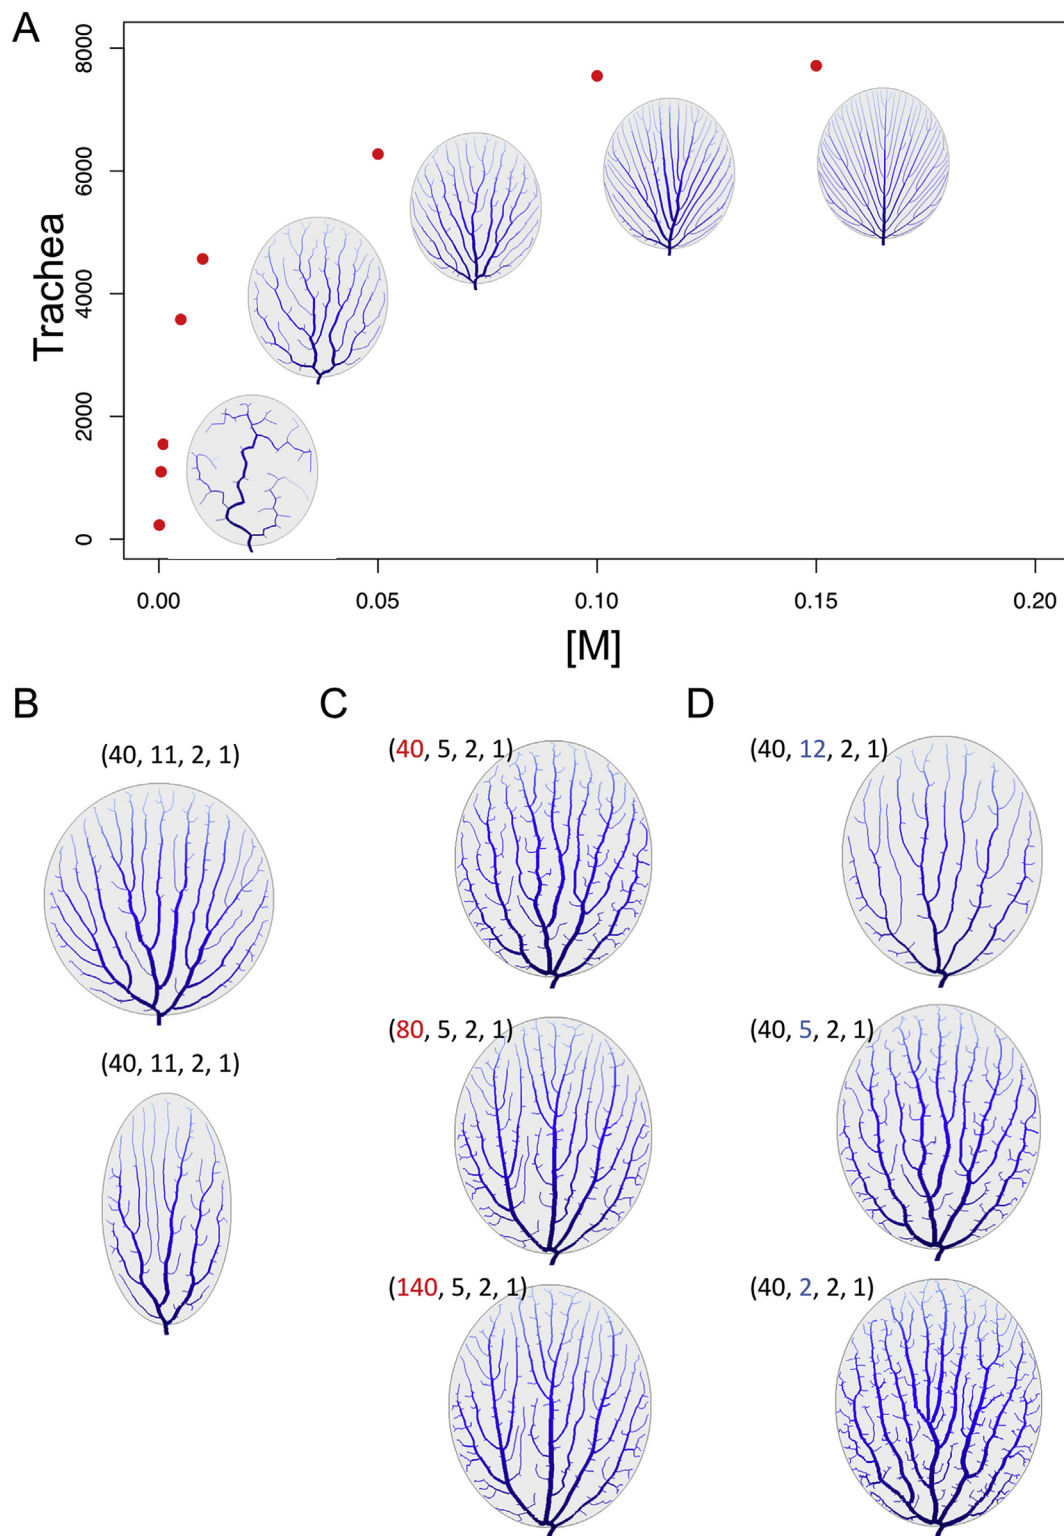 A
8000
6000
4000
2000
0
Trachea
0.00 0.05 0.10 0.15 0.20
[M]
B C D
(40, 11, 2, 1)
(40, 5, 2, 1)
(40, 12, 2, 1)
(40, 11, 2, 1)
(80, 5, 2, 1)
(40, 5, 2, 1)
(140, 5, 2, 1)
(40, 2, 2, 1)